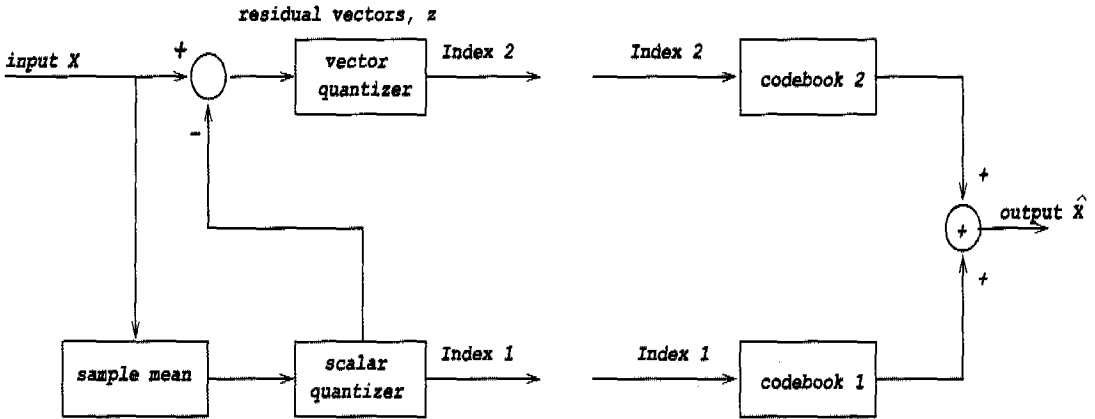 residual vectors, z
input X
+
vector
quantizer
Index 2
Index 2
codebook 2
-
+
output X̂
+
+
sample mean
scalar
quantizer
Index 1
Index 1
codebook 1